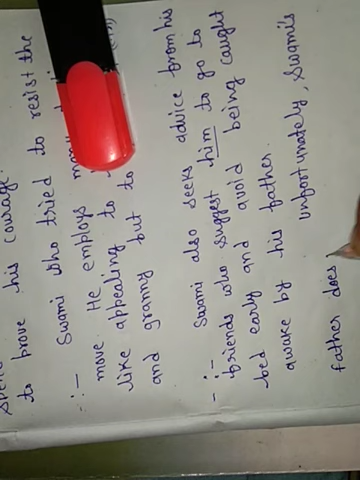 spend
to prove his courage.
-:- Swami who tried to resist the
move. He employs many
like appealing to
and granny but to
-:- Swami also seeks advice from his
friends who suggest him to go to
bed early and avoid being caught
awake by his father.
Unfortunately, Swami's
father does